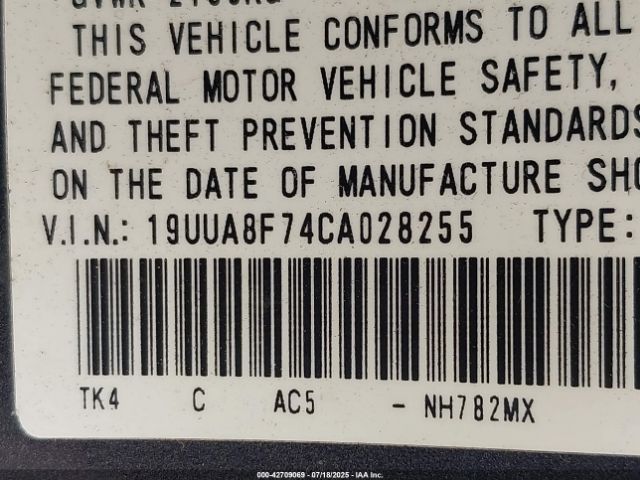 THIS VEHICLE CONFORMS TO ALL
FEDERAL MOTOR VEHICLE SAFETY,
AND THEFT PREVENTION STANDARDS
ON THE DATE OF MANUFACTURE SHO
V.I.N.: 19UUA8F74CA028255 TYPE:
TK4 C AC5 - NH782MX
000-42709069 - 07/18/2025 - IAA Inc.